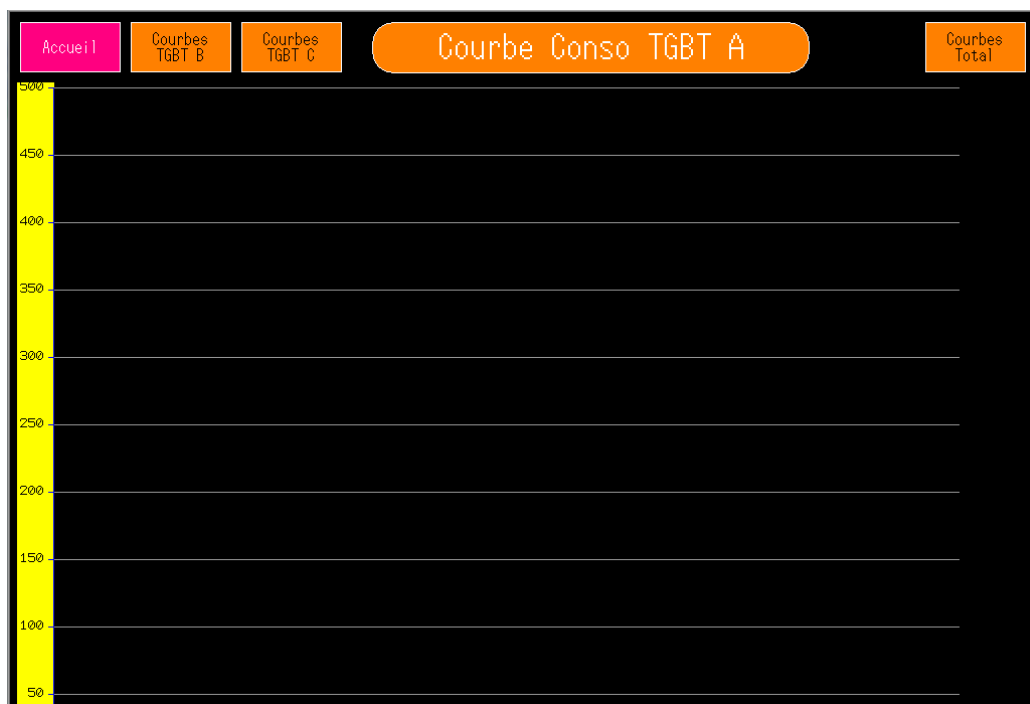 Accueil
Courbes
TGBT B
Courbes
TGBT C
Courbe Conso TGBT A
Courbes
Total
500
450
400
350
300
250
200
150
100
50